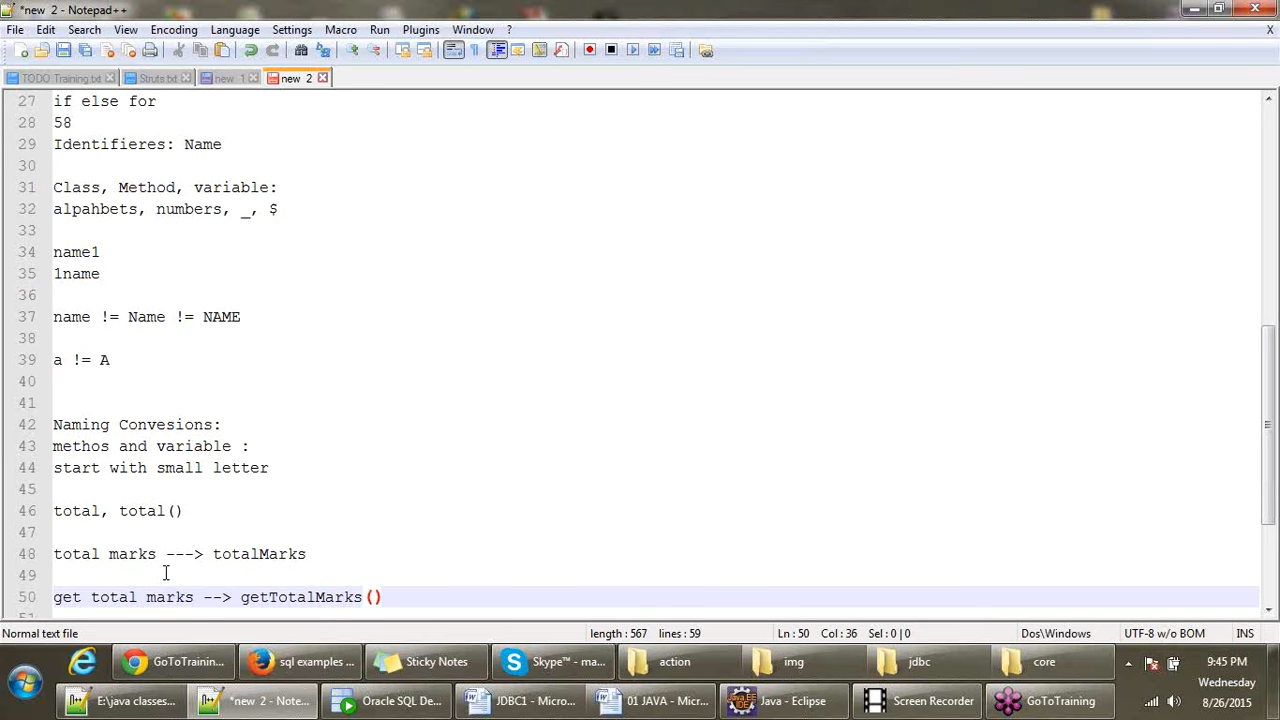 *new 2 - Notepad++
File Edit Search View Encoding Language Settings Macro Run Plugins Window ? X
TODO Training.txt Struts.txt new 1 new 2
27 if else for
28 58
29 Identifieres: Name
30
31 Class, Method, variable:
32 alpahbets, numbers, _, $
33
34 name1
35 1name
36
37 name != Name != NAME
38
39 a != A
40
41
42 Naming Convesions:
43 methos and variable :
44 start with small letter
45
46 total, total()
47
48 total marks ---> totalMarks
49
50 get total marks --> getTotalMarks()
Normal text file length : 567 lines : 59 Ln : 50 Col : 36 Sel : 0 | 0 Dos\Windows UTF-8 w/o BOM INS
GoToTrainin... sql examples ... Sticky Notes Skype™ - ma... action img jdbc core 9:45 PM
Wednesday
E:\java classes... *new 2 - Note... Oracle SQL De... JDBC1 - Micro... 01 JAVA - Micr... Java - Eclipse Screen Recorder GoToTraining 8/26/2015